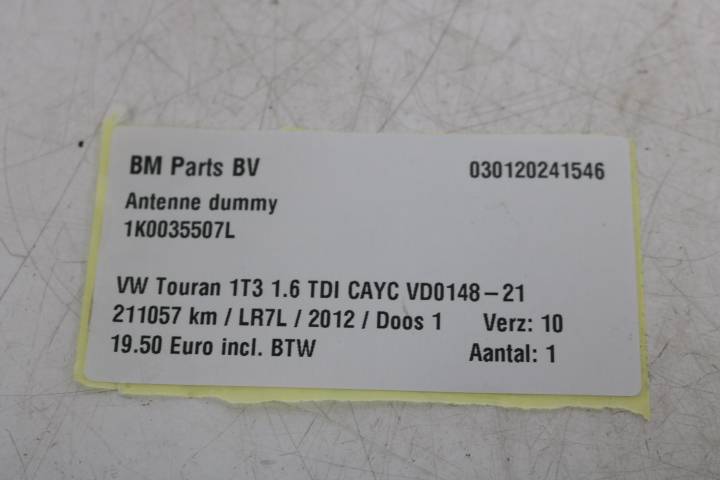 BM Parts BV 030120241546
Antenne dummy
1K0035507L
VW Touran 1T3 1.6 TDI CAYC VD0148-21
211057 km / LR7L / 2012 / Doos 1 Verz: 10
19.50 Euro incl. BTW Aantal: 1